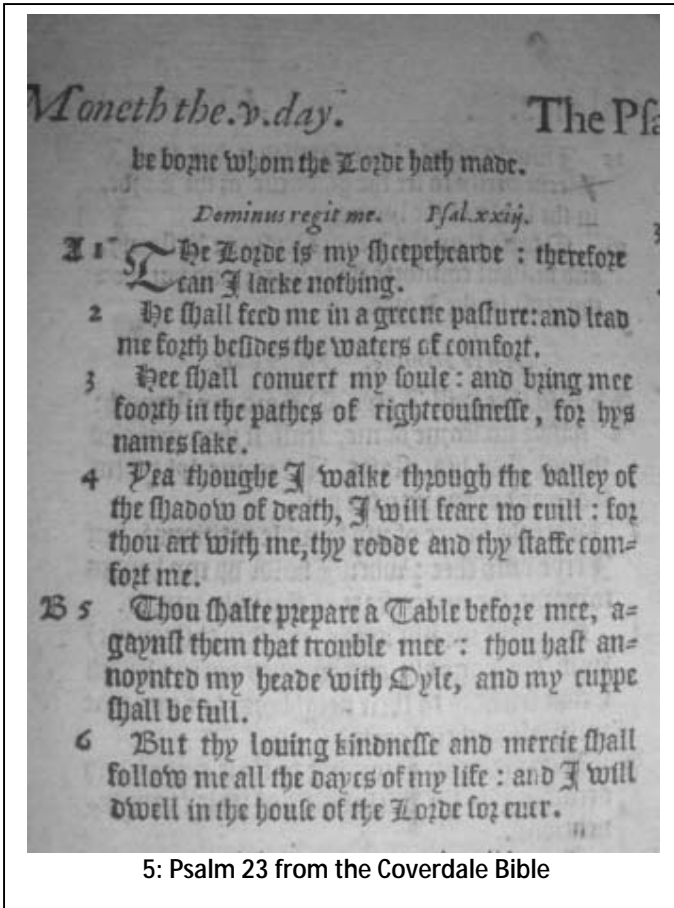 Moneth the.v.day. The Psa
be borne whom the Lorde hath made.
Dominus regit me. Psal.xxiij.
A 1 The Lorde is my sheepehearde : therefore
can I lacke nothing.
2 He shall feed me in a greene pasture:and lead
me forth besides the waters of comfort.
3 Hee shall conuert my soule : and bring mee
foorth in the pathes of righteousnesse, for hys
names sake.
4 Yea thoughe I walke through the valley of
the shadow of death, I will feare no euill : for
thou art with me,thy rodde and thy staffe com=
fort me.
B 5 Thou shalte prepare a Table before mee, a=
gaynst them that trouble mee : thou hast an=
noynted my heade with Oyle, and my cuppe
shall be full.
6 But thy louing kindnesse and mercie shall
follow me all the dayes of my life : and I will
dwell in the house of the Lorde for euer.
5: Psalm 23 from the Coverdale Bible